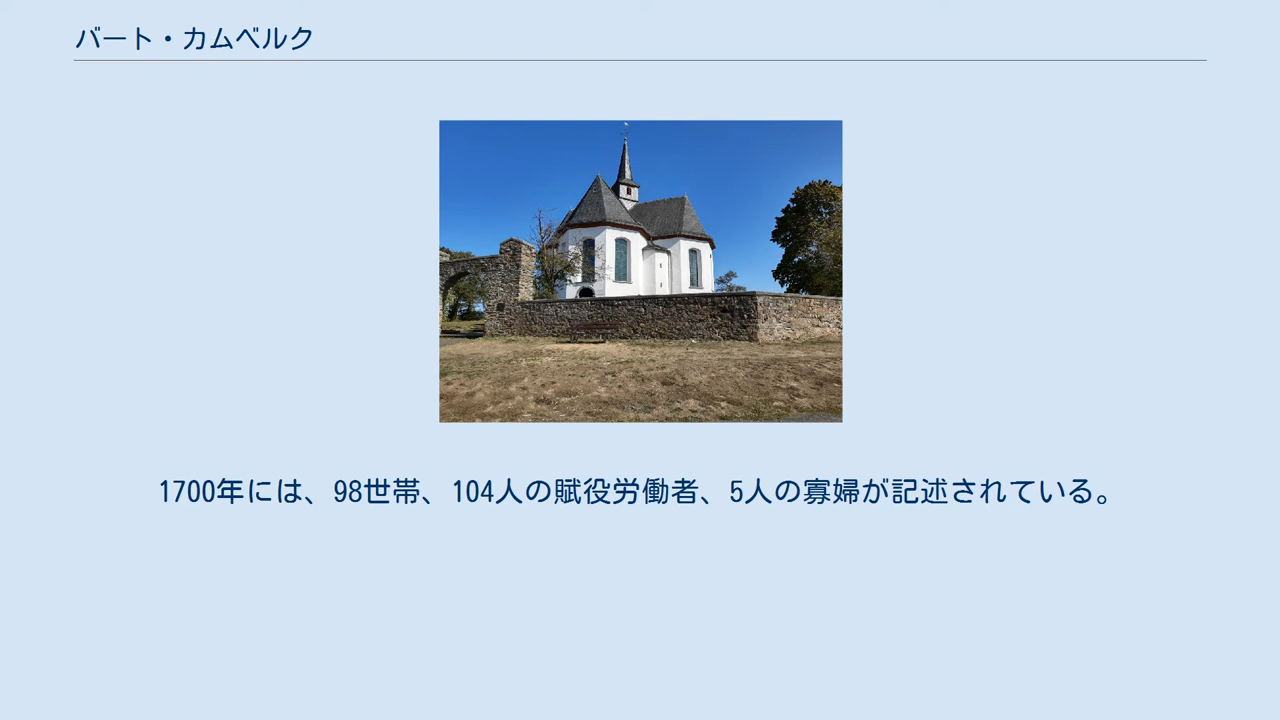 バート・カムベルク
1700年には、98世帯、104人の賦役労働者、5人の寡婦が記述されている。